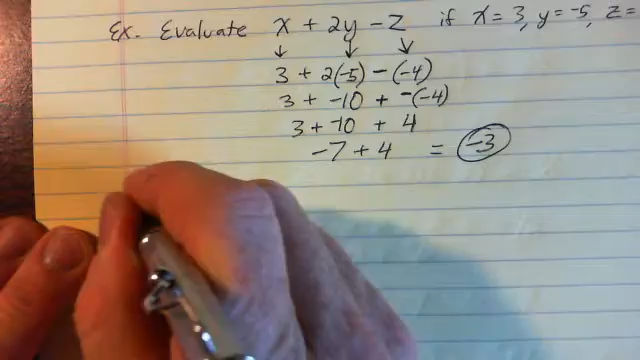 Ex. Evaluate x + 2y - z if x = 3, y = -5, z =
3 + 2(-5) - (-4)
3 + -10 + -(-4)
3 + -10 + 4
-7 + 4 = -3